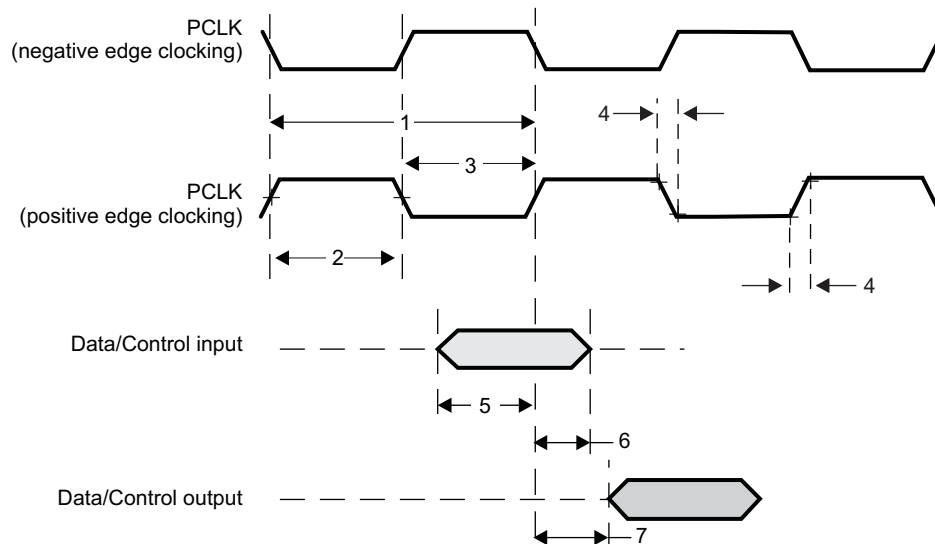 PCLK
(negative edge clocking)
1
4
3
PCLK
(positive edge clocking)
2
4
Data/Control input
5
6
Data/Control output
7